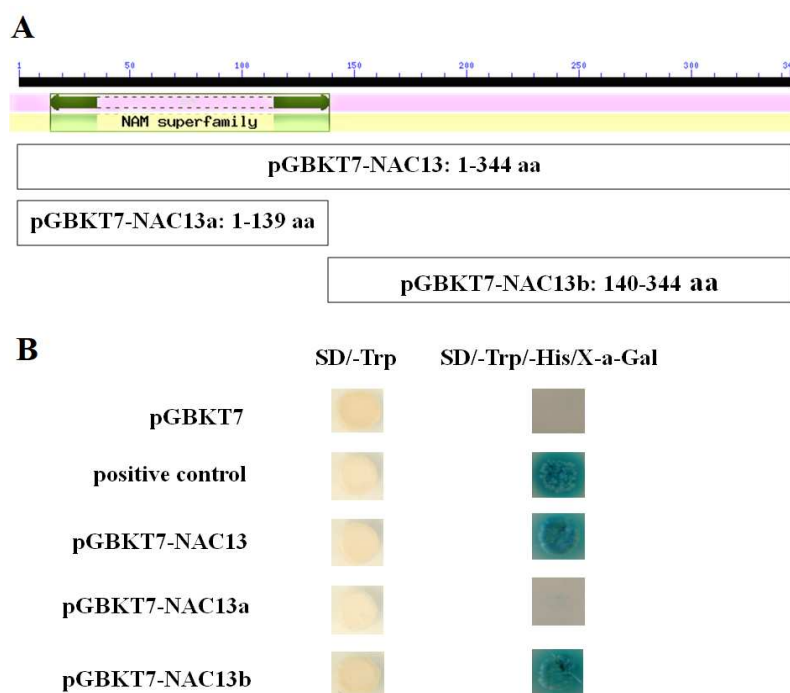 A
1 50 100 150 200 250 300 34
NAM superfamily
pGBKT7-NAC13: 1-344 aa
pGBKT7-NAC13a: 1-139 aa
pGBKT7-NAC13b: 140-344 aa
B
SD/-Trp SD/-Trp/-His/X-a-Gal
pGBKT7
positive control
pGBKT7-NAC13
pGBKT7-NAC13a
pGBKT7-NAC13b